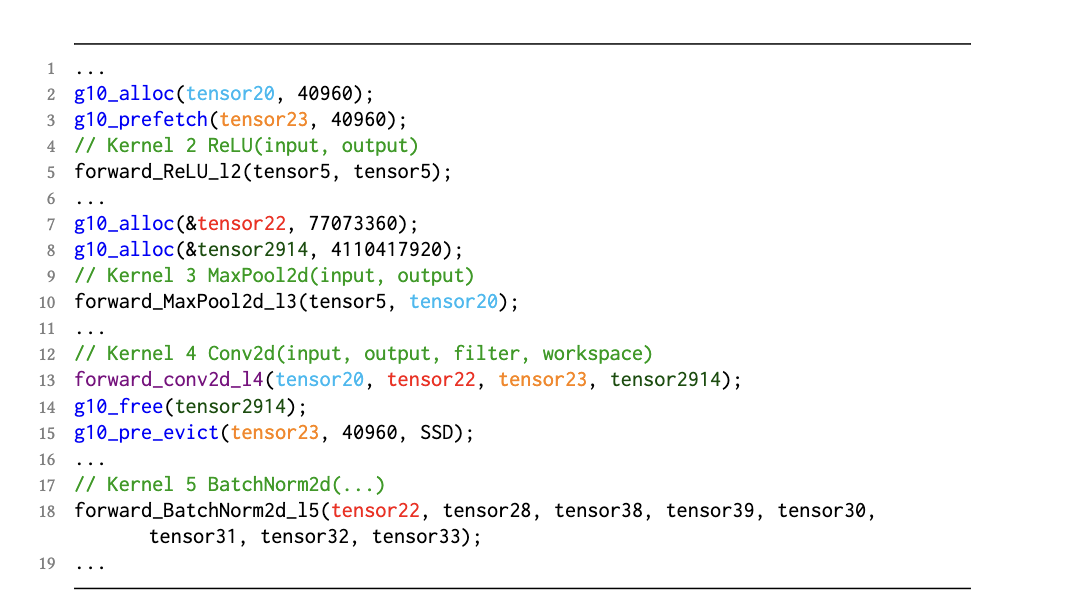 1 ...
2 g10_alloc(tensor20, 40960);
3 g10_prefetch(tensor23, 40960);
4 // Kernel 2 ReLU(input, output)
5 forward_ReLU_l2(tensor5, tensor5);
6 ...
7 g10_alloc(&tensor22, 77073360);
8 g10_alloc(&tensor2914, 4110417920);
9 // Kernel 3 MaxPool2d(input, output)
10 forward_MaxPool2d_l3(tensor5, tensor20);
11 ...
12 // Kernel 4 Conv2d(input, output, filter, workspace)
13 forward_conv2d_l4(tensor20, tensor22, tensor23, tensor2914);
14 g10_free(tensor2914);
15 g10_pre_evict(tensor23, 40960, SSD);
16 ...
17 // Kernel 5 BatchNorm2d(...)
18 forward_BatchNorm2d_l5(tensor22, tensor28, tensor38, tensor39, tensor30,
tensor31, tensor32, tensor33);
19 ...